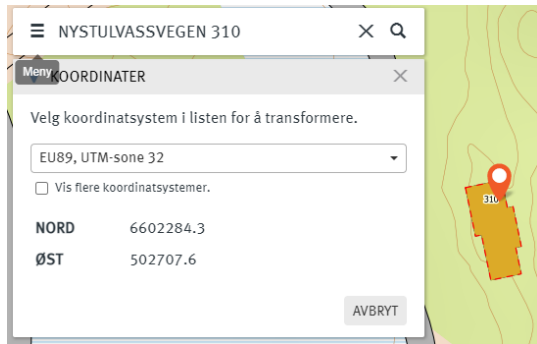 NYSTULVASSVEGEN 310
Meny
KOORDINATER
Velg koordinatsystem i listen for å transformere.
EU89, UTM-sone 32
Vis flere koordinatsystemer.
NORD 6602284.3
ØST 502707.6
AVBRYT
310